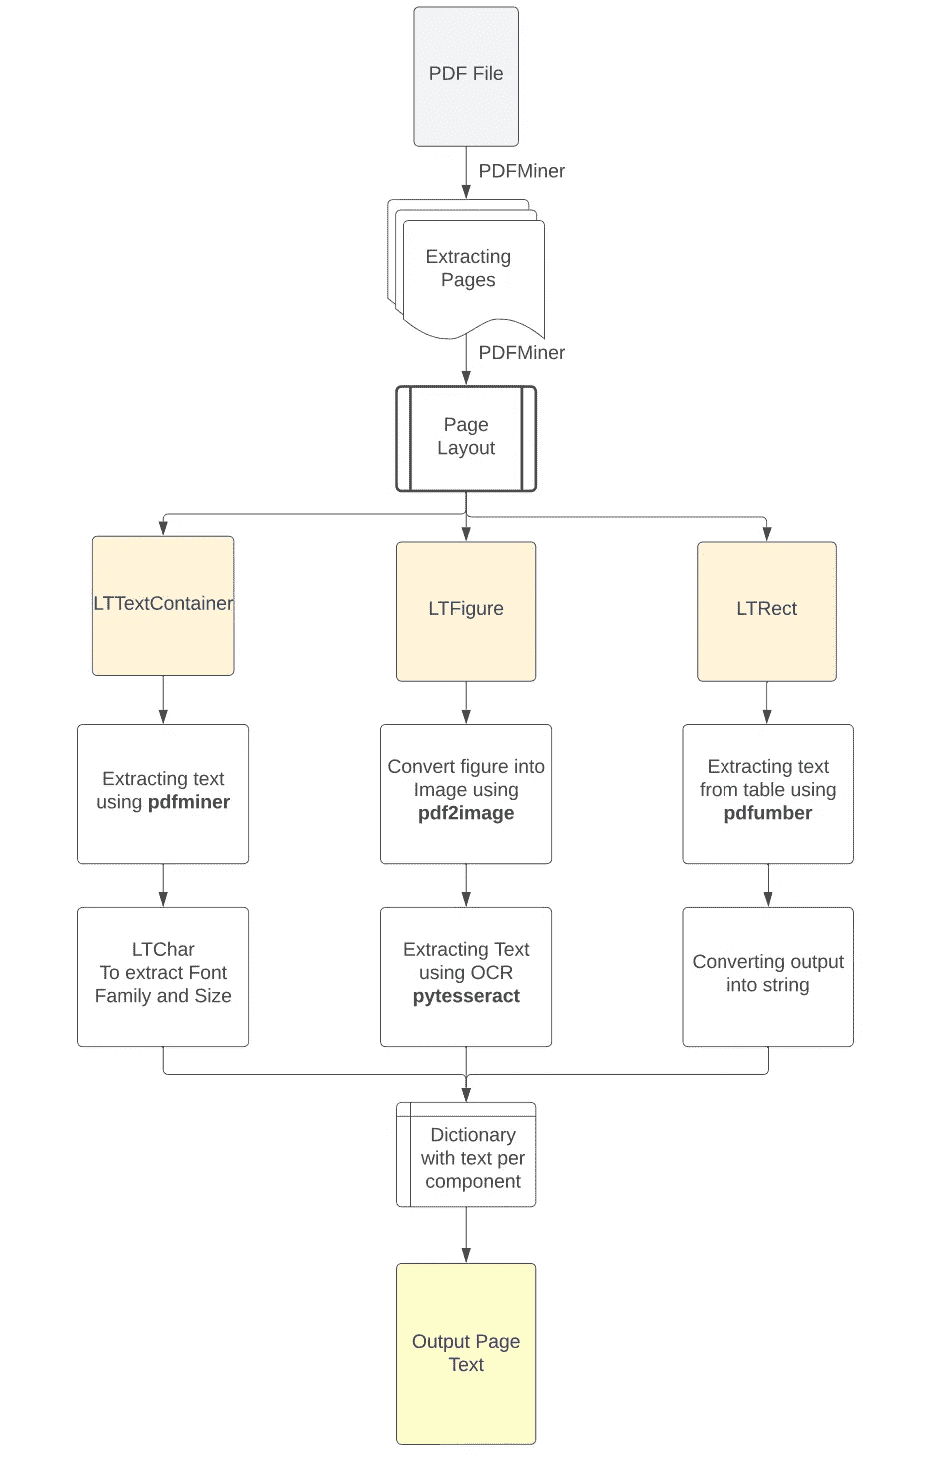 PDF File
PDFMiner
Extracting
Pages
PDFMiner
Page
Layout
LTTextContainer
LTFigure
LTRect
Extracting text
using pdfminer
Convert figure into
Image using
pdf2image
Extracting text
from table using
pdfumber
LTChar
To extract Font
Family and Size
Extracting Text
using OCR
pytesseract
Converting output
into string
Dictionary
with text per
component
Output Page
Text